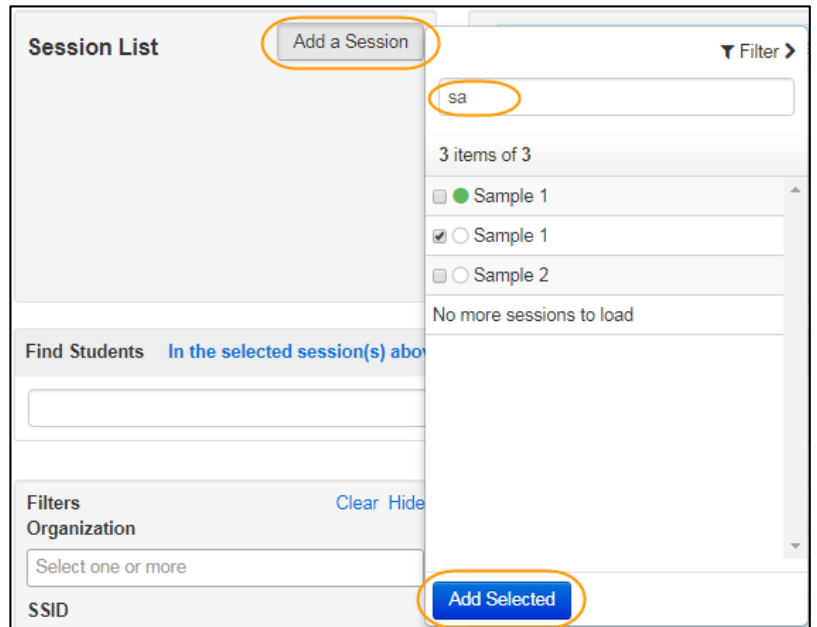 Session List
Add a Session
Filter
sa
3 items of 3
Sample 1
Sample 1
Sample 2
No more sessions to load
Find Students In the selected session(s) abov
Filters
Clear Hide
Organization
Select one or more
SSID
Add Selected